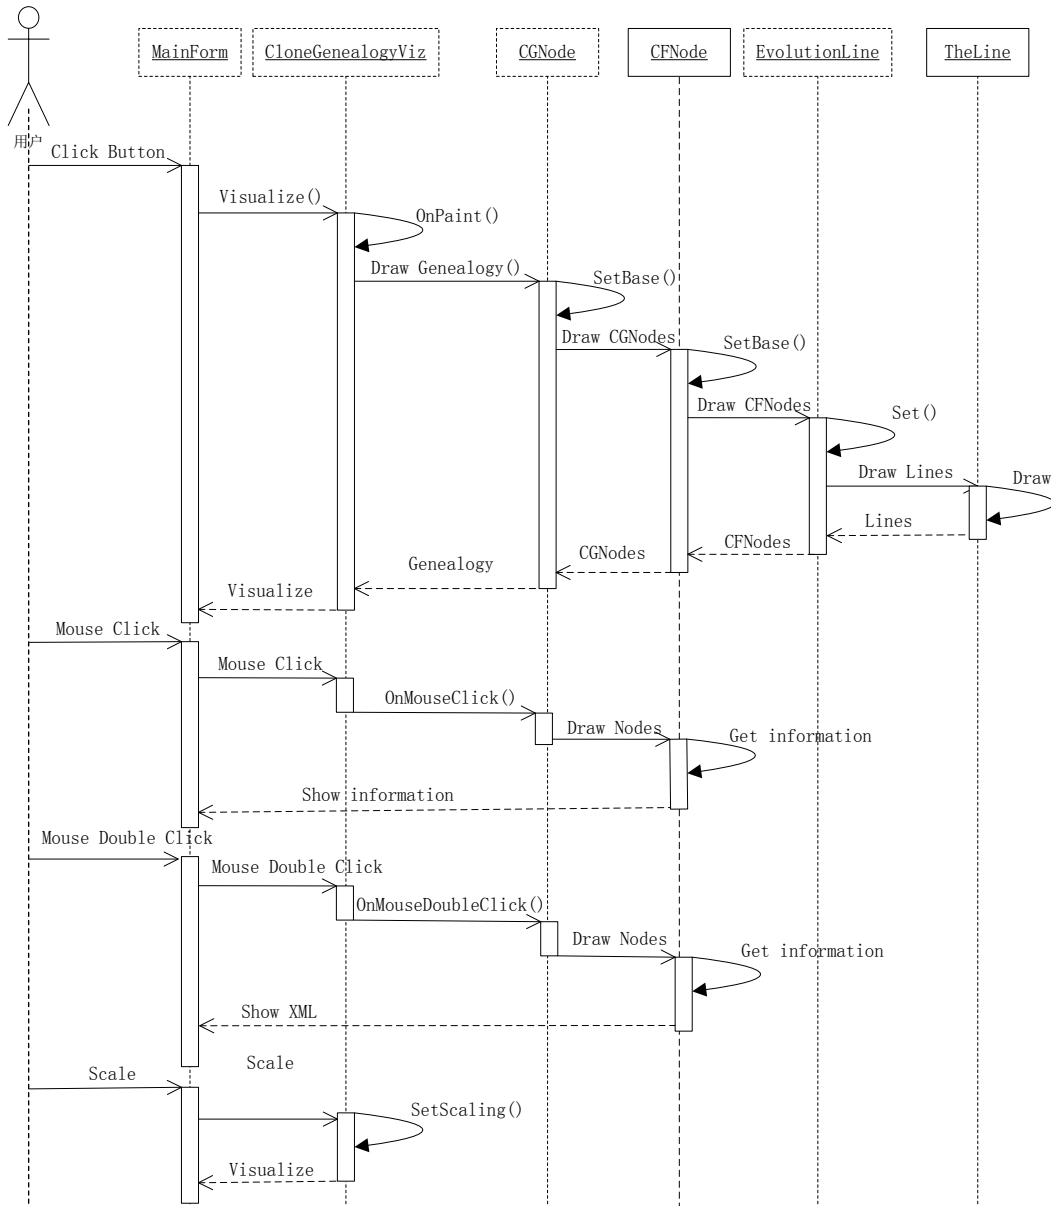 MainForm
CloneGenealogyViz
CGNode
CFNode
EvolutionLine
TheLine
用户
Click Button
Visualize()
OnPaint()
Draw Genealogy()
SetBase()
Draw CGNodes
SetBase()
Draw CFNodes
Set()
Draw Lines
Draw
Lines
CFNodes
CGNodes
Genealogy
Visualize
Mouse Click
Mouse Click
OnMouseClick()
Draw Nodes
Get information
Show information
Mouse Double Click
Mouse Double Click
OnMouseDoubleClick()
Draw Nodes
Get information
Show XML
Scale
Scale
SetScaling()
Visualize